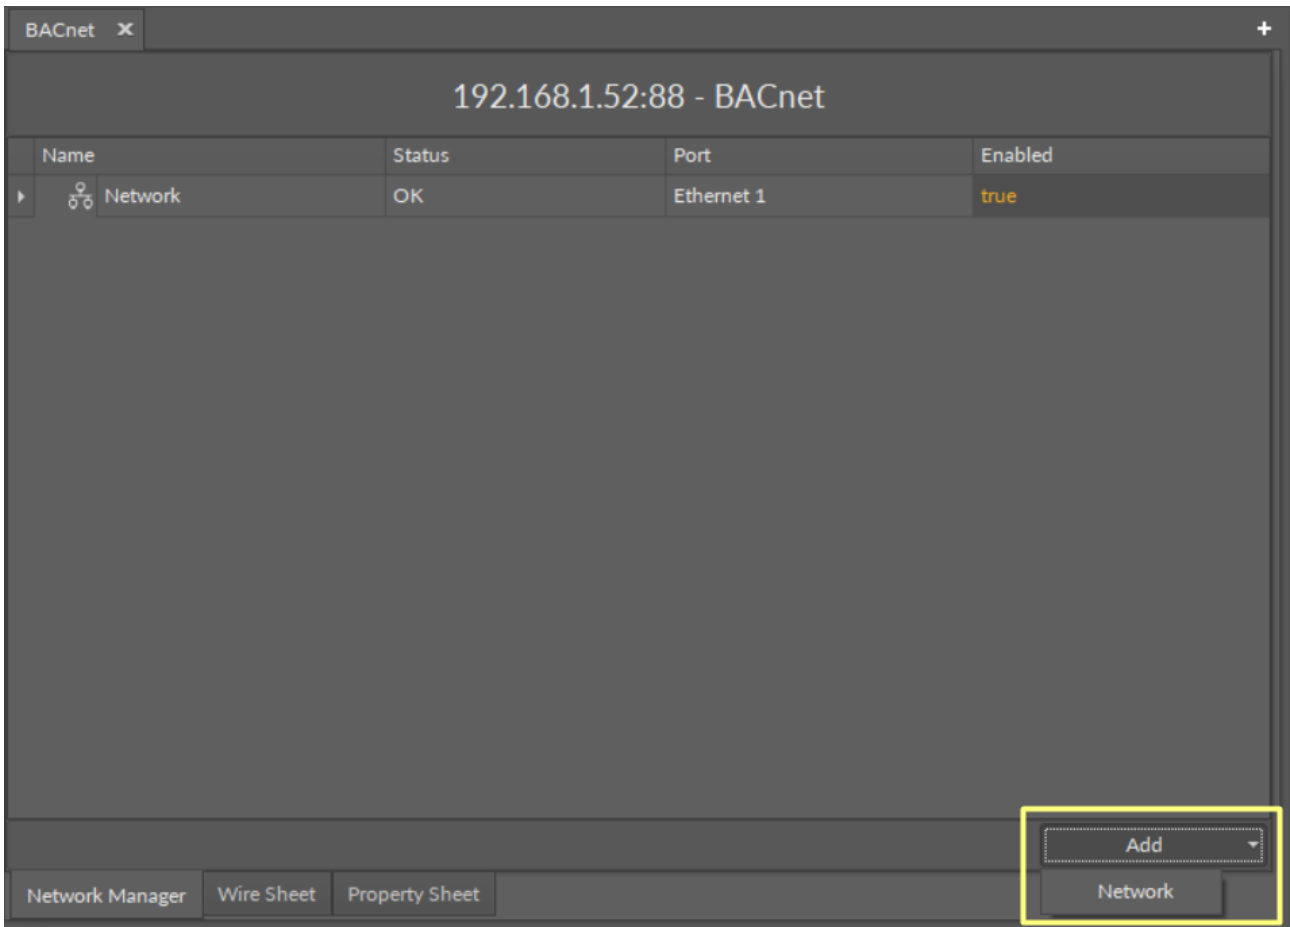 BACnet
192.168.1.52:88 - BACnet
Name Status Port Enabled
Network OK Ethernet 1 true
Add
Network Manager Wire Sheet Property Sheet Network